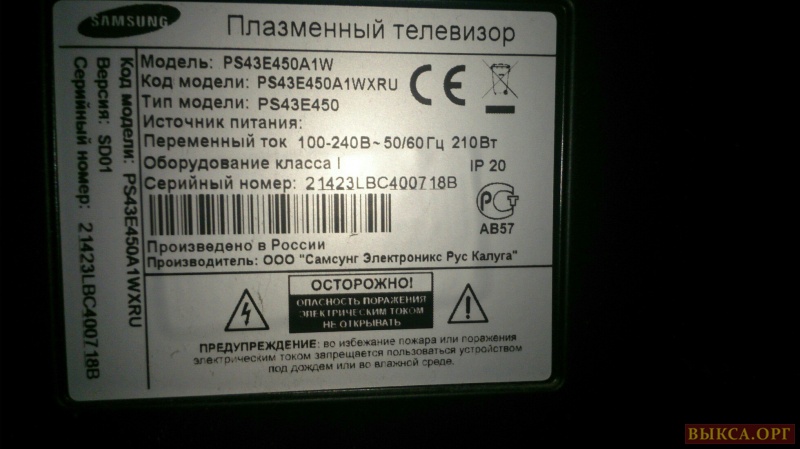 SAMSUNG
Плазменный телевизор
Модель: PS43E450A1W
Код модели: PS43E450A1WXRU
Тип модели: PS43E450
Источник питания:
Переменный ток 100-240В~50/60 Гц 210Вт
Оборудование класса I IP 20
Серийный номер: 21423LBC400718B
АВ57
Произведено в России
Производитель: ООО "Самсунг Электроникс Рус Калуга"
ОСТОРОЖНО!
ОПАСНОСТЬ ПОРАЖЕНИЯ
ЭЛЕКТРИЧЕСКИМ ТОКОМ
НЕ ОТКРЫВАТЬ
ПРЕДУПРЕЖДЕНИЕ: во избежание пожара или поражения
электрическим током запрещается пользоваться устройством
под дождем или во влажной среде.
Код модели: PS43E450A1WXRU
Версия: SD01
Серийный номер: 21423LBC400718B
ВЫКСА.ОРГ